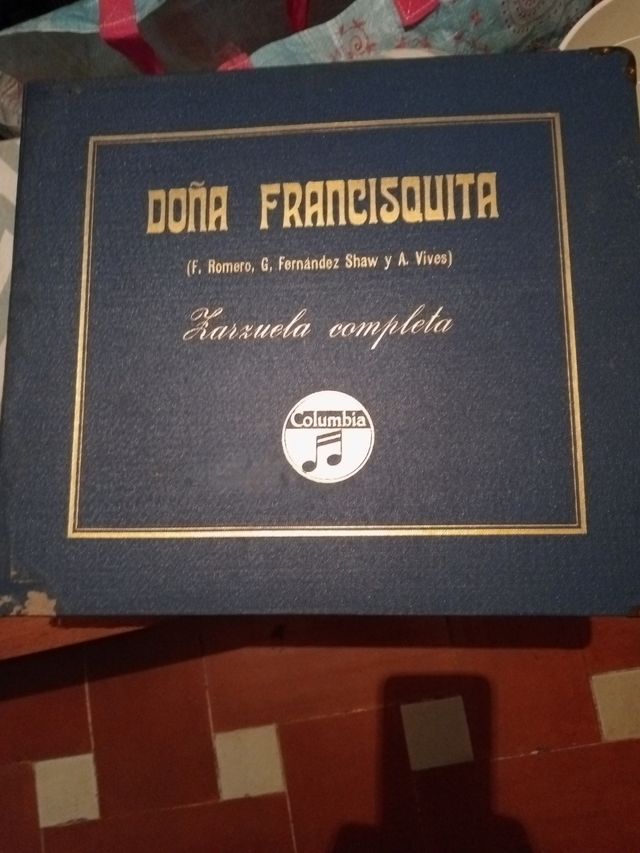 DOÑA FRANCISQUITA
(F. Romero, G. Fernández Shaw y A. Vives)
Zarzuela completa
Columbia